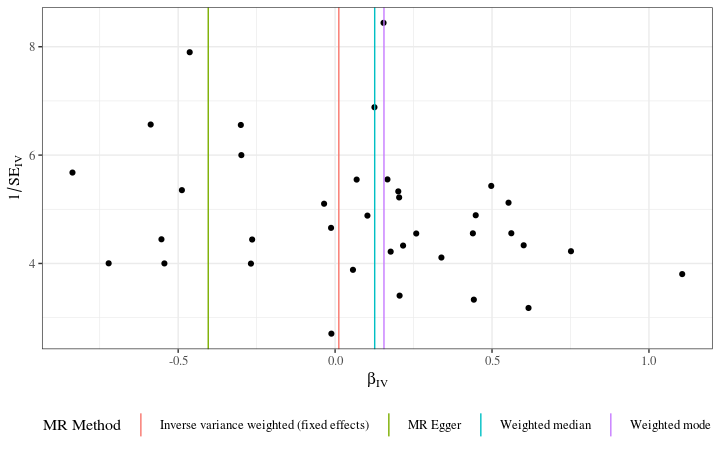 8
6
4
1/SE_IV
-0.5 0.0 0.5 1.0
β_IV
MR Method Inverse variance weighted (fixed effects) MR Egger Weighted median Weighted mode